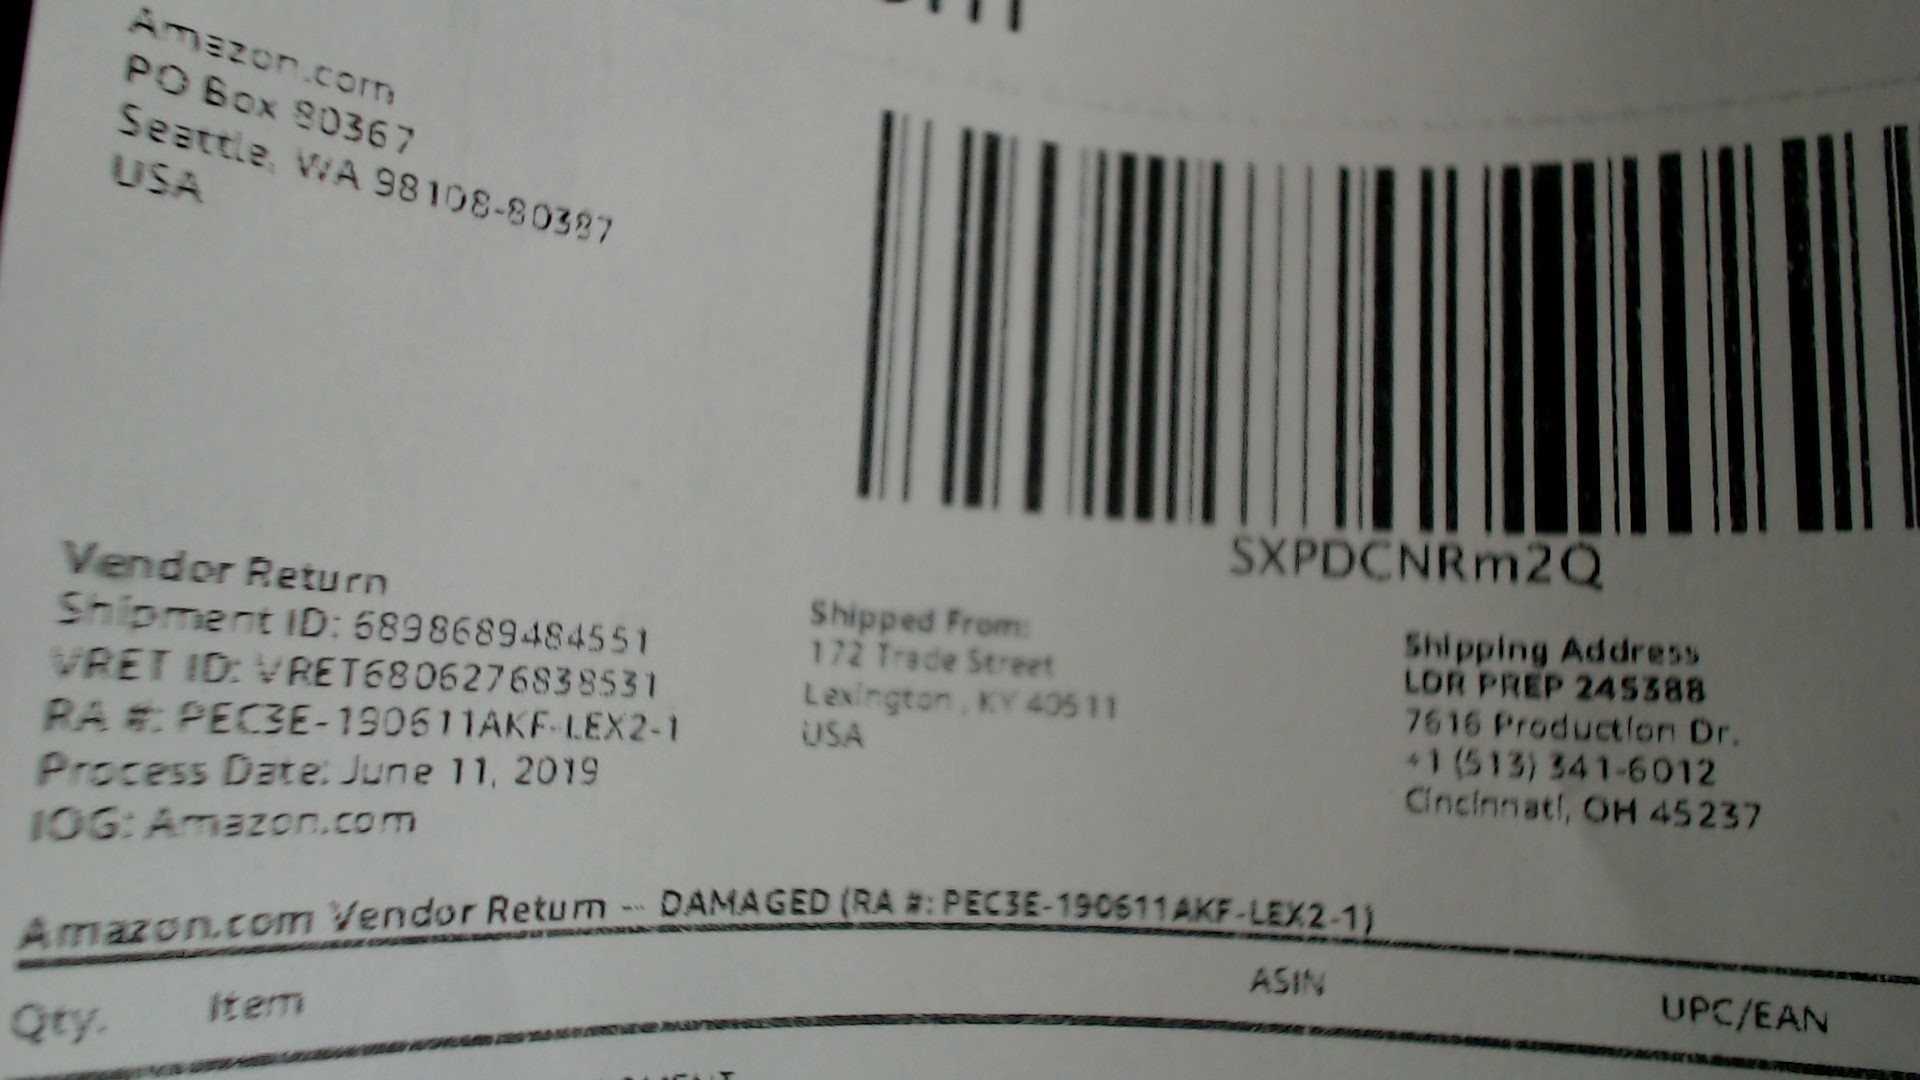 Amazon.com
PO Box 80367
Seattle, WA 98108-80387
USA
SXPDCNRm2Q
Vendor Return
Shipment ID: 6898689484551
VRET ID: VRET6806276838531
RA #: PEC3E-190611AKF-LEX2-1
Process Date: June 11, 2019
IOG: Amazon.com
Shipped From:
172 Trade Street
Lexington, KY 40511
USA
Shipping Address
LDR PREP 245388
7616 Production Dr.
+1 (513) 341-6012
Cincinnati, OH 45237
Amazon.com Vendor Return -- DAMAGED (RA #: PEC3E-190611AKF-LEX2-1)
Qty. Item ASIN UPC/EAN